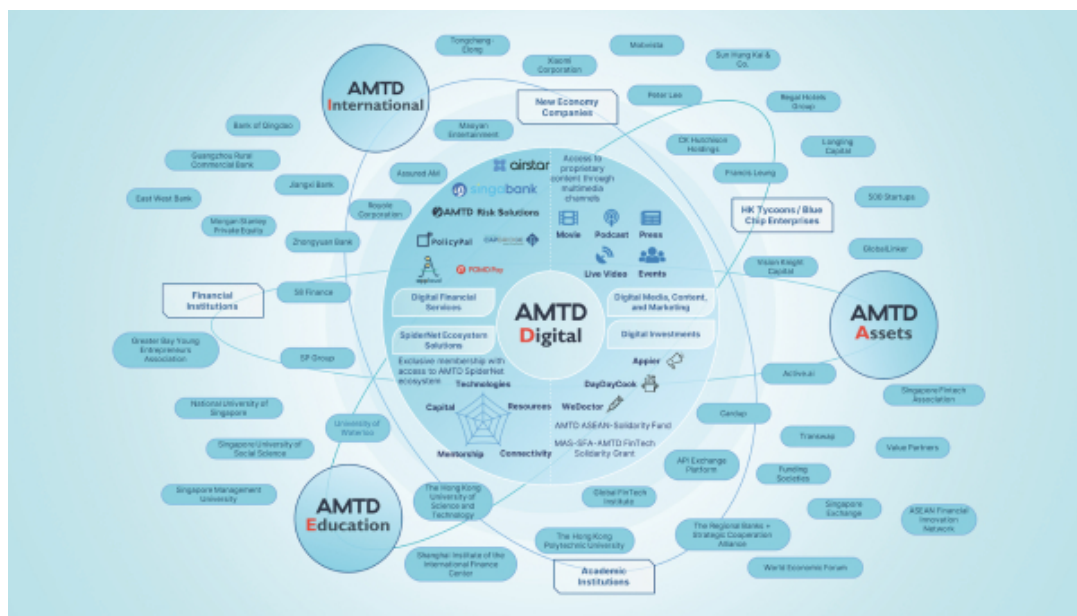 Tongcheng-
Elong
Xiaomi
Corporation
Matvista
Sun Hung Kai &
Co.
AMTD
International
New Economy
Companies
Peter Lee
Regal Hotels
Group
Bank of Qingdao
Maoyan
Entertainment
CK Hutchison
Holdings
Longling
Capital
Guangzhou Rural
Commercial Bank
Jiangxi Bank
Assured AM
airstar
Access to
proprietary
content through
multimedia
channels
Francis Leung
East West Bank
singabank
500 Startups
Morgan Stanley
Private Equity
Royole
Corporation
AMTD Risk Solutions
Movie
Podcast
Press
HK Tycoons / Blue
Chip Enterprises
Zhongyuan Bank
PolicyPal
CapBridge
GlobalLinker
FOMO Pay
Live Video
Events
Vision Knight
Capital
Financial
Institutions
SB Finance
Digital Financial
Services
AMTD
Digital
Digital Media, Content,
and Marketing
AMTD
Assets
SpiderNet Ecosystem
Solutions
Digital Investments
Greater Bay Young
Entrepreneurs
Association
SP Group
Exclusive membership with
access to AMTD SpiderNet
ecosystem
Appier
Active.ai
Technologies
DayDayCook
Singapore Fintech
Association
National University of
Singapore
Capital
Resources
WeDoctor
Cardup
University of
Waterloo
AMTD ASEAN-Solidarity Fund
Transwap
Singapore University of
Social Science
Mentorship
Connectivity
MAS-SFA-AMTD FinTech
Solidarity Grant
Value Partners
API Exchange
Platform
Funding
Societies
Singapore Management
University
AMTD
Education
The Hong Kong
University of
Science and
Technology
Global FinTech
Institute
Singapore
Exchange
ASEAN Financial
Innovation
Network
The Hong Kong
Polytechnic University
The Regional Banks +
Strategic Cooperation
Alliance
Shanghai Institute of the
International Finance
Center
Academic
Institutions
World Economic Forum